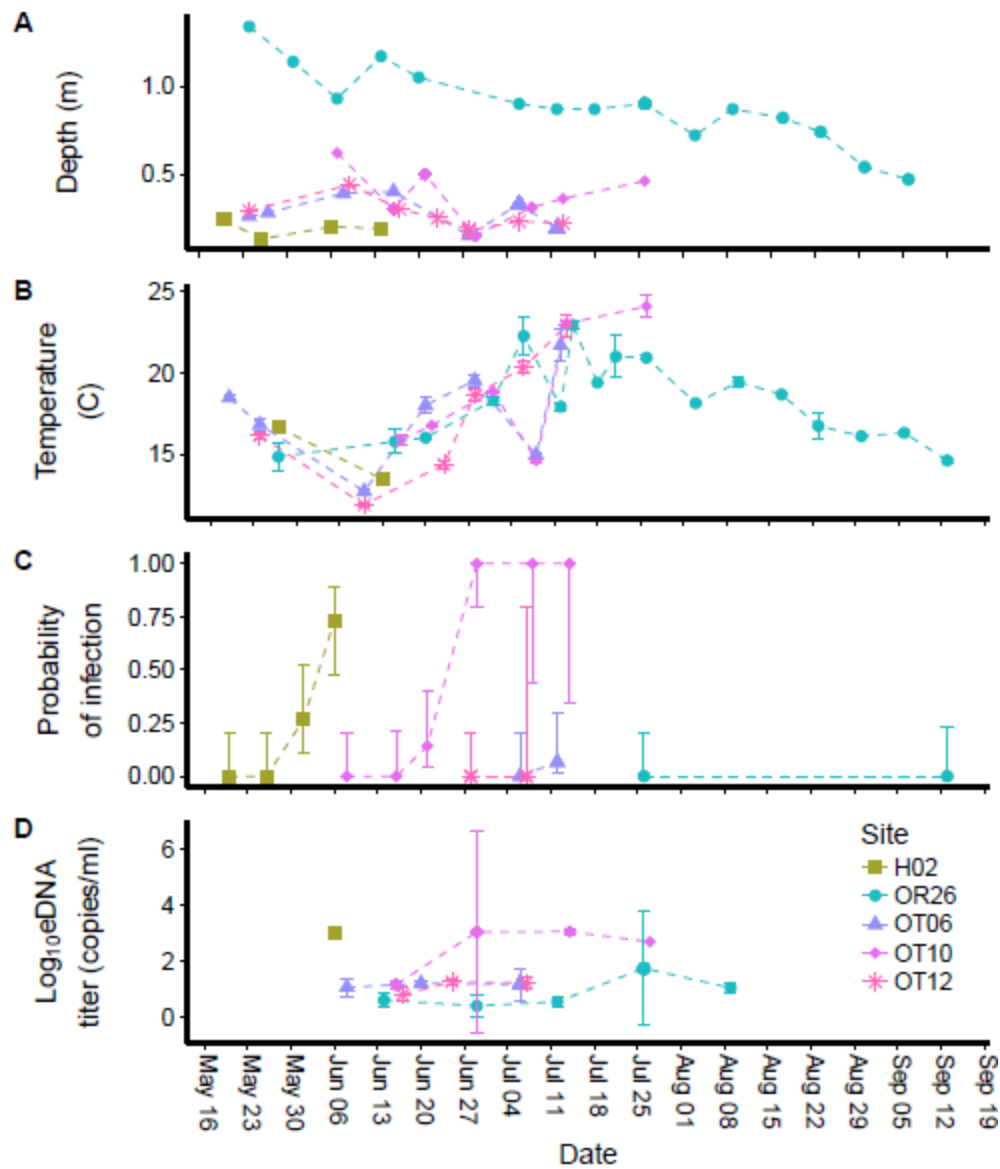 A
Depth (m)
1.0
0.5
B
Temperature
(C)
25
20
15
C
Probability
of infection
1.00
0.75
0.50
0.25
0.00
D
Log₁₀eDNA
titer (copies/ml)
6
4
2
0
Site
H02
OR26
OT06
OT10
OT12
May 16
May 23
May 30
Jun 06
Jun 13
Jun 20
Jun 27
Jul 04
Jul 11
Jul 18
Jul 25
Aug 01
Aug 08
Aug 15
Aug 22
Aug 29
Sep 05
Sep 12
Sep 19
Date